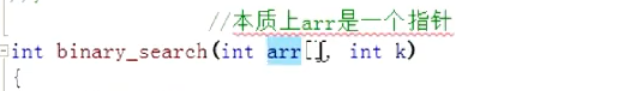 //本质上arr是一个指针
int binary_search(int arr[], int k)
{